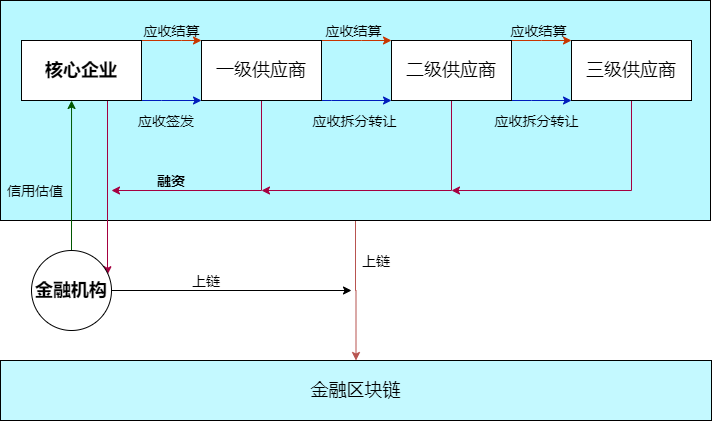 应收结算
应收结算
应收结算
核心企业
一级供应商
二级供应商
三级供应商
应收签发
应收拆分转让
应收拆分转让
融资
信用估值
上链
金融机构
上链
金融区块链